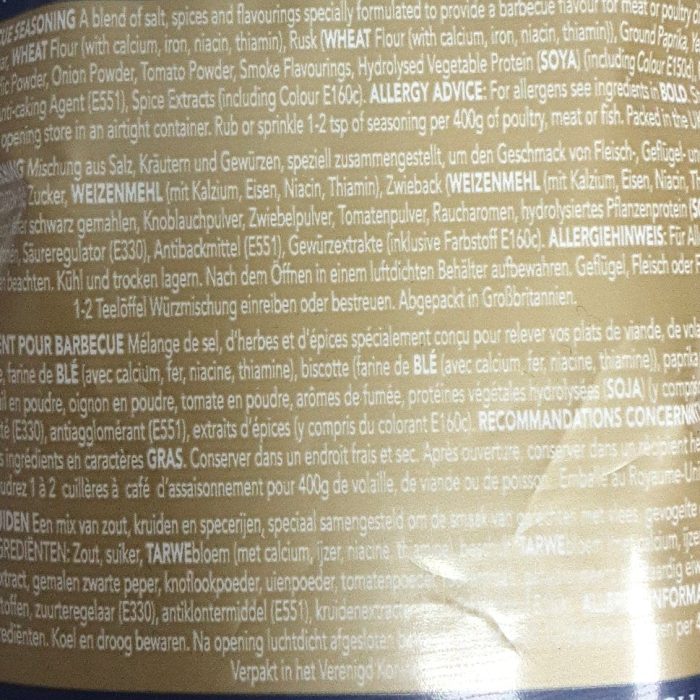 SEASONING A blend of salt, spices and flavourings specially formulated to provide a barbecue flavour for meat or poultry
WHEAT Flour (with calcium, iron, niacin, thiamin), Rusk (WHEAT Flour (with calcium, iron, niacin, thiamin)), Ground Paprika,
Powder, Onion Powder, Tomato Powder, Smoke Flavourings, Hydrolysed Vegetable Protein (SOYA) (including Colour E150d
Agent (E551), Spice Extracts (including Colour E160c). ALLERGY ADVICE: For allergens see ingredients in BOLD.
opening store in an airtight container. Rub or sprinkle 1-2 tsp of seasoning per 400g of poultry, meat or fish. Packed in the
Mischung aus Salz, Kräutern und Gewürzen, speziell zusammengestellt, um den Geschmack von Fleisch-, Geflügel-
Zucker, WEIZENMEHL (mit Kalzium, Eisen, Niacin, Thiamin), Zwieback (WEIZENMEHL (mit Kalzium, Eisen, Niacin,
schwarz gemahlen, Knoblauchpulver, Zwiebelpulver, Tomatenpulver, Raucharomen, hydrolysiertes Pflanzenprotein
Säureregulator (E330), Antibackmittel (E551), Gewürzextrakte (inklusive Farbstoff E160c). ALLERGIEHINWEIS: Für
beachten. Kühl und trocken lagern. Nach dem Öffnen in einem luftdichten Behälter aufbewahren. Geflügel, Fleisch oder
1-2 Teelöffel Würzmischung einreiben oder bestreuen. Abgepackt in Großbritannien.
POUR BARBECUE Mélange de sel, d'herbes et d'épices spécialement conçu pour relever vos plats de viande, de
farine de BLÉ (avec calcium, fer, niacine, thiamine), biscotte (farine de BLÉ (avec calcium, fer, niacine, thiamine)),
en poudre, oignon en poudre, tomate en poudre, arômes de fumée, protéines végétales hydrolysées (SOJA) (y
(E330), antiagglomérant (E551), extraits d'épices (y compris du colorant E160c). RECOMMANDATIONS
ingrédients en caractères GRAS. Conserver dans un endroit frais et sec. Après ouverture, conserver dans un récipient
1 à 2 cuillères à café d'assaisonnement pour 400g de volaille, de viande ou de poisson. Emballé au
Een mix van zout, kruiden en specerijen, speciaal samengesteld om de smaak van gerechten met vlees, gevogelte
Zout, suiker, TARWEbloem (met calcium, ijzer, niacine, thiamine), TARWE ijzer,
gemalen zwarte peper, knoflookpoeder, uienpoeder,
zuurteregelaar (E330), antiklontermiddel (E551),
Koel en droog bewaren. Na opening luchtdicht afgesloten
Verpakt in het Verenigd